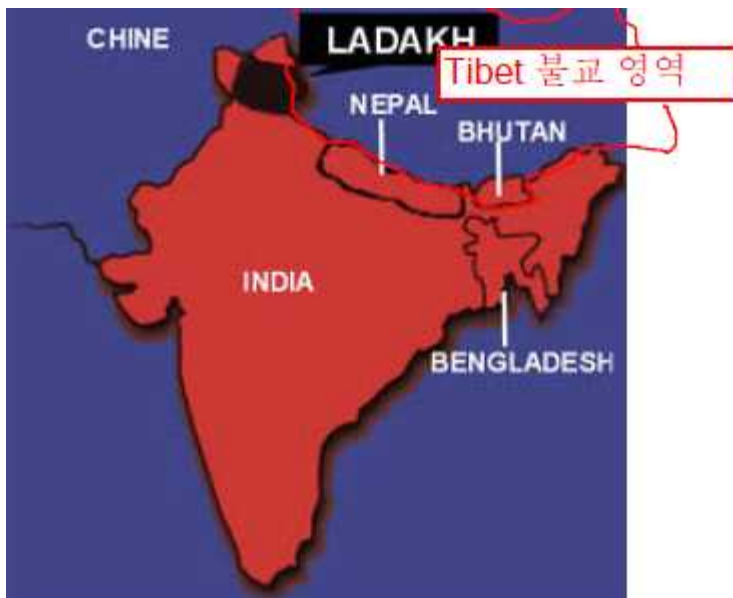 CHINE
LADAKH
Tibet 불교 영역
NEPAL
BHUTAN
INDIA
BENGLADESH